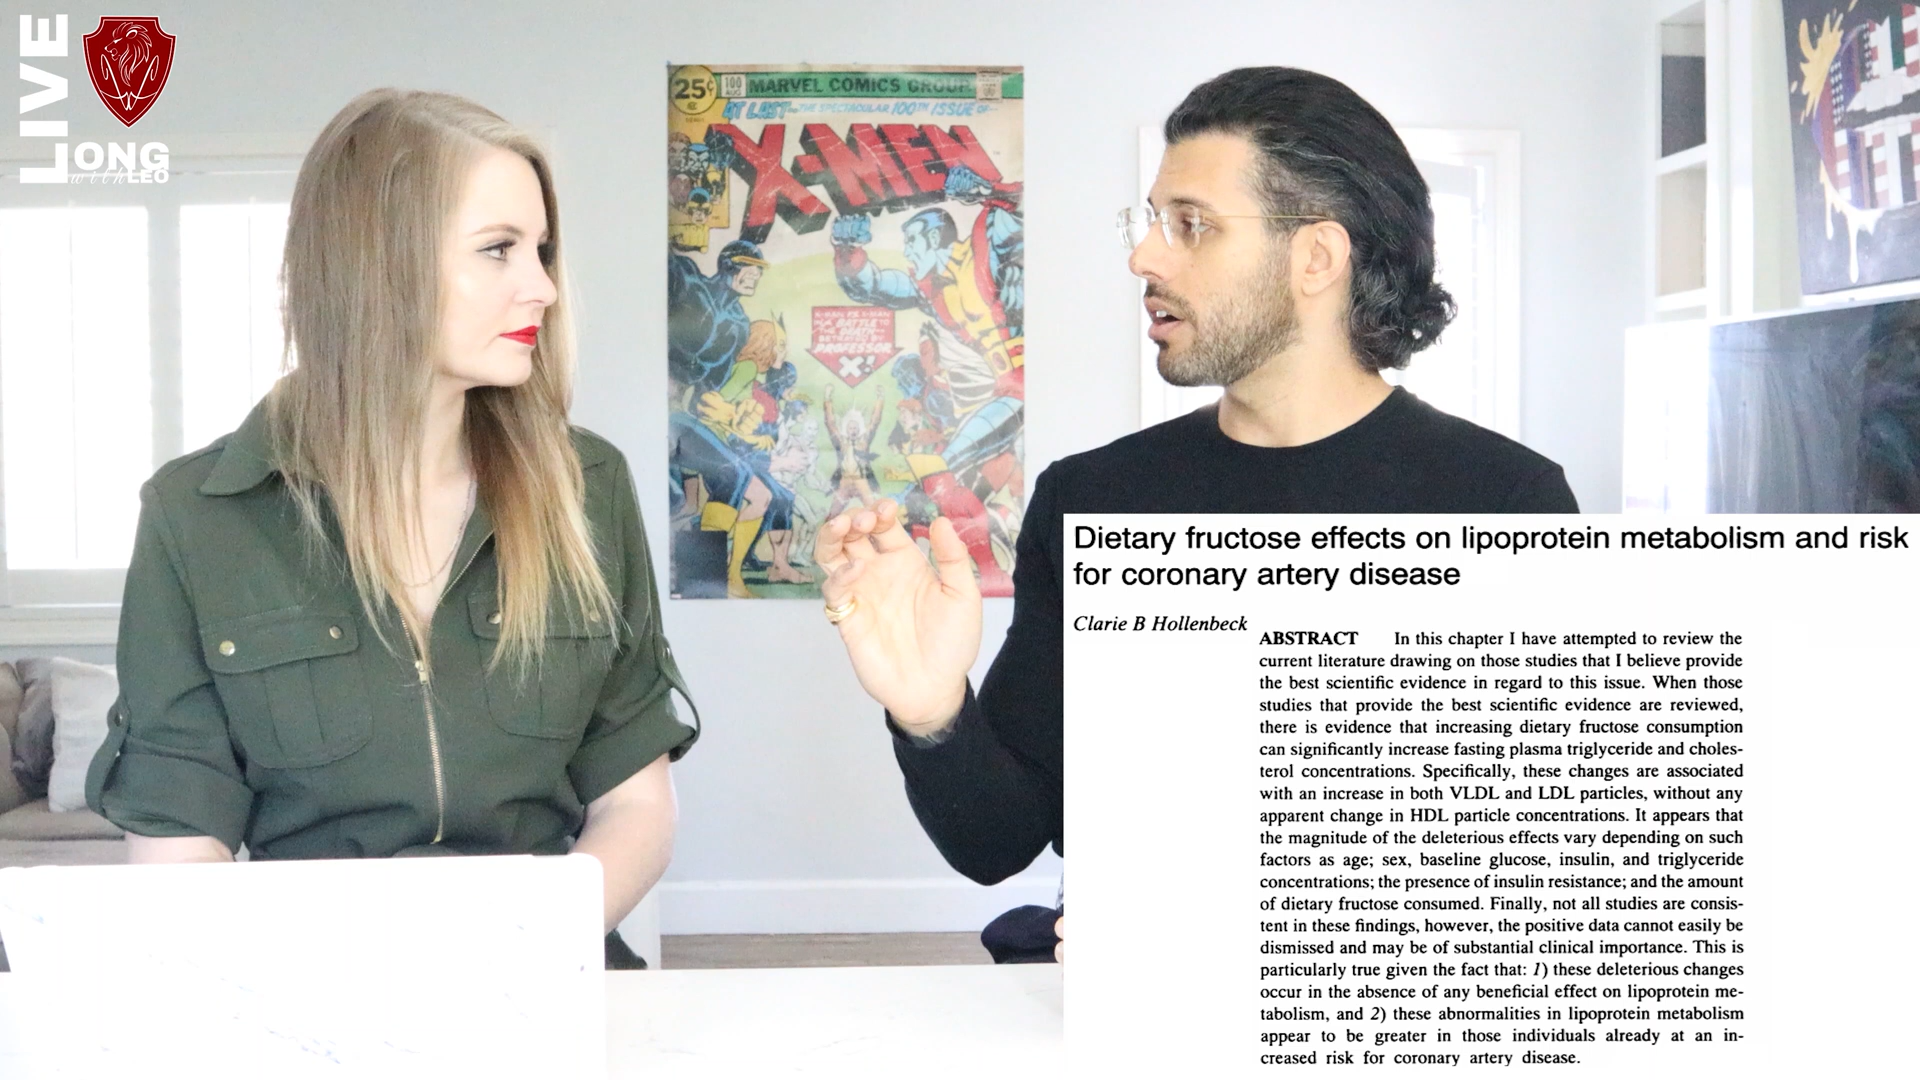 LIVE
LONG
with LEO
25¢
100
AUG
MARVEL COMICS GROUP
AT LAST--THE SPECTACULAR 100TH ISSUE OF--
X-MEN
X-MAN VS. X-MAN
IN A BATTLE TO
THE DEATH--
BETRAYED BY
PROFESSOR
X!
Dietary fructose effects on lipoprotein metabolism and risk
for coronary artery disease
Clarie B Hollenbeck
ABSTRACT In this chapter I have attempted to review the
current literature drawing on those studies that I believe provide
the best scientific evidence in regard to this issue. When those
studies that provide the best scientific evidence are reviewed,
there is evidence that increasing dietary fructose consumption
can significantly increase fasting plasma triglyceride and choles-
terol concentrations. Specifically, these changes are associated
with an increase in both VLDL and LDL particles, without any
apparent change in HDL particle concentrations. It appears that
the magnitude of the deleterious effects vary depending on such
factors as age; sex, baseline glucose, insulin, and triglyceride
concentrations; the presence of insulin resistance; and the amount
of dietary fructose consumed. Finally, not all studies are consis-
tent in these findings, however, the positive data cannot easily be
dismissed and may be of substantial clinical importance. This is
particularly true given the fact that: 1) these deleterious changes
occur in the absence of any beneficial effect on lipoprotein me-
tabolism, and 2) these abnormalities in lipoprotein metabolism
appear to be greater in those individuals already at an in-
creased risk for coronary artery disease.